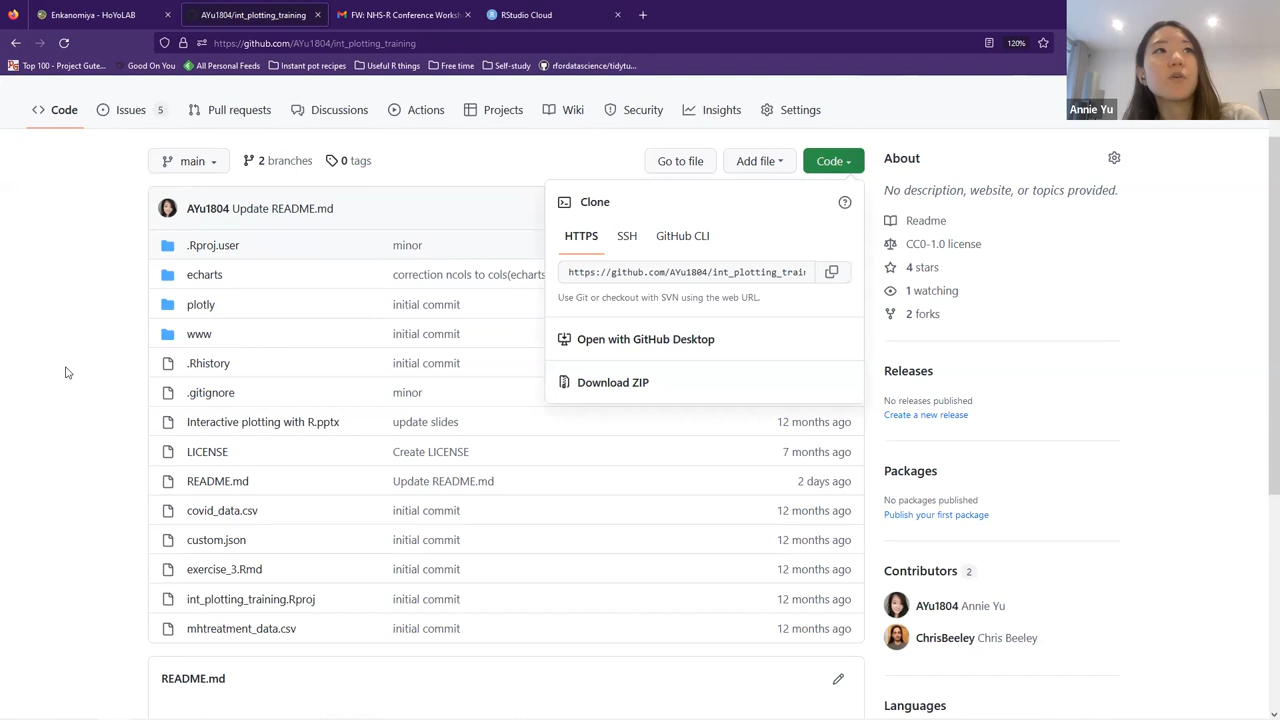 Enkanomiya - HoYoLAB
AYu1804/int_plotting_training
FW: NHS-R Conference Worksh
RStudio Cloud
https://github.com/AYu1804/int_plotting_training
120%
Top 100 - Project Gute…
Good On You
All Personal Feeds
Instant pot recipes
Useful R things
Free time
Self-study
rfordatascience/tidytu…
Annie Yu
Code
Issues 5
Pull requests
Discussions
Actions
Projects
Wiki
Security
Insights
Settings
main
2 branches
0 tags
Go to file
Add file
Code
AYu1804 Update README.md
.Rproj.user minor
echarts correction ncols to cols(echarts
plotly initial commit
www initial commit
.Rhistory initial commit
.gitignore minor
Interactive plotting with R.pptx update slides 12 months ago
LICENSE Create LICENSE 7 months ago
README.md Update README.md 2 days ago
covid_data.csv initial commit 12 months ago
custom.json initial commit 12 months ago
exercise_3.Rmd initial commit 12 months ago
int_plotting_training.Rproj initial commit 12 months ago
mhtreatment_data.csv initial commit 12 months ago
README.md
Clone
HTTPS SSH GitHub CLI
https://github.com/AYu1804/int_plotting_train
Use Git or checkout with SVN using the web URL.
Open with GitHub Desktop
Download ZIP
About
No description, website, or topics provided.
Readme
CC0-1.0 license
4 stars
1 watching
2 forks
Releases
No releases published
Create a new release
Packages
No packages published
Publish your first package
Contributors 2
AYu1804 Annie Yu
ChrisBeeley Chris Beeley
Languages